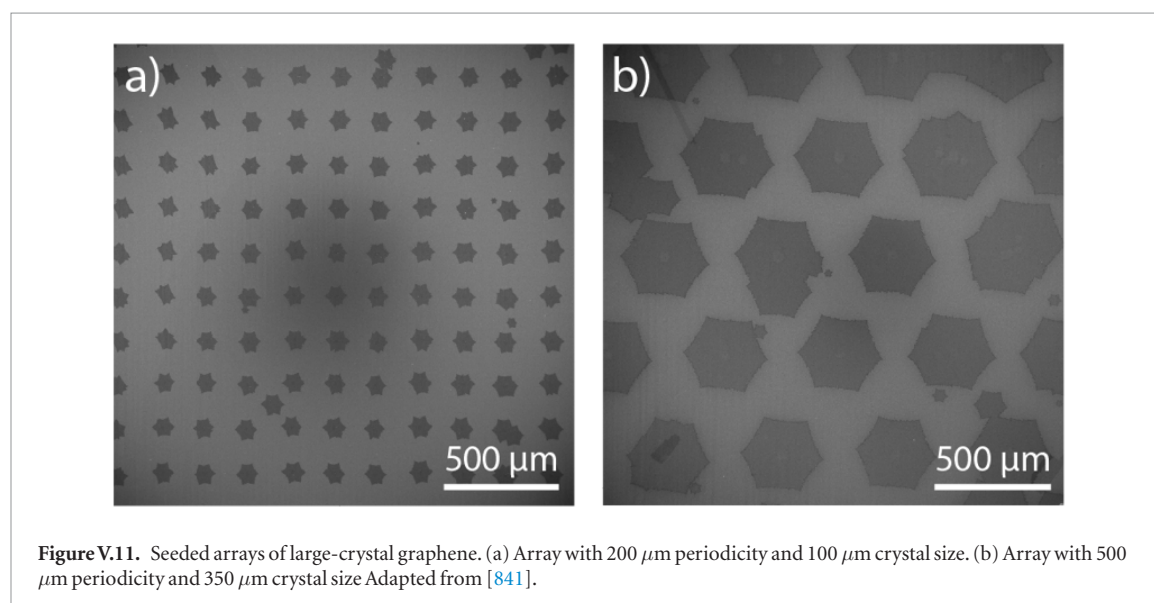 a)
b)
500 μm
500 μm
Figure V.11. Seeded arrays of large-crystal graphene. (a) Array with 200 μm periodicity and 100 μm crystal size. (b) Array with 500
μm periodicity and 350 μm crystal size Adapted from [841].